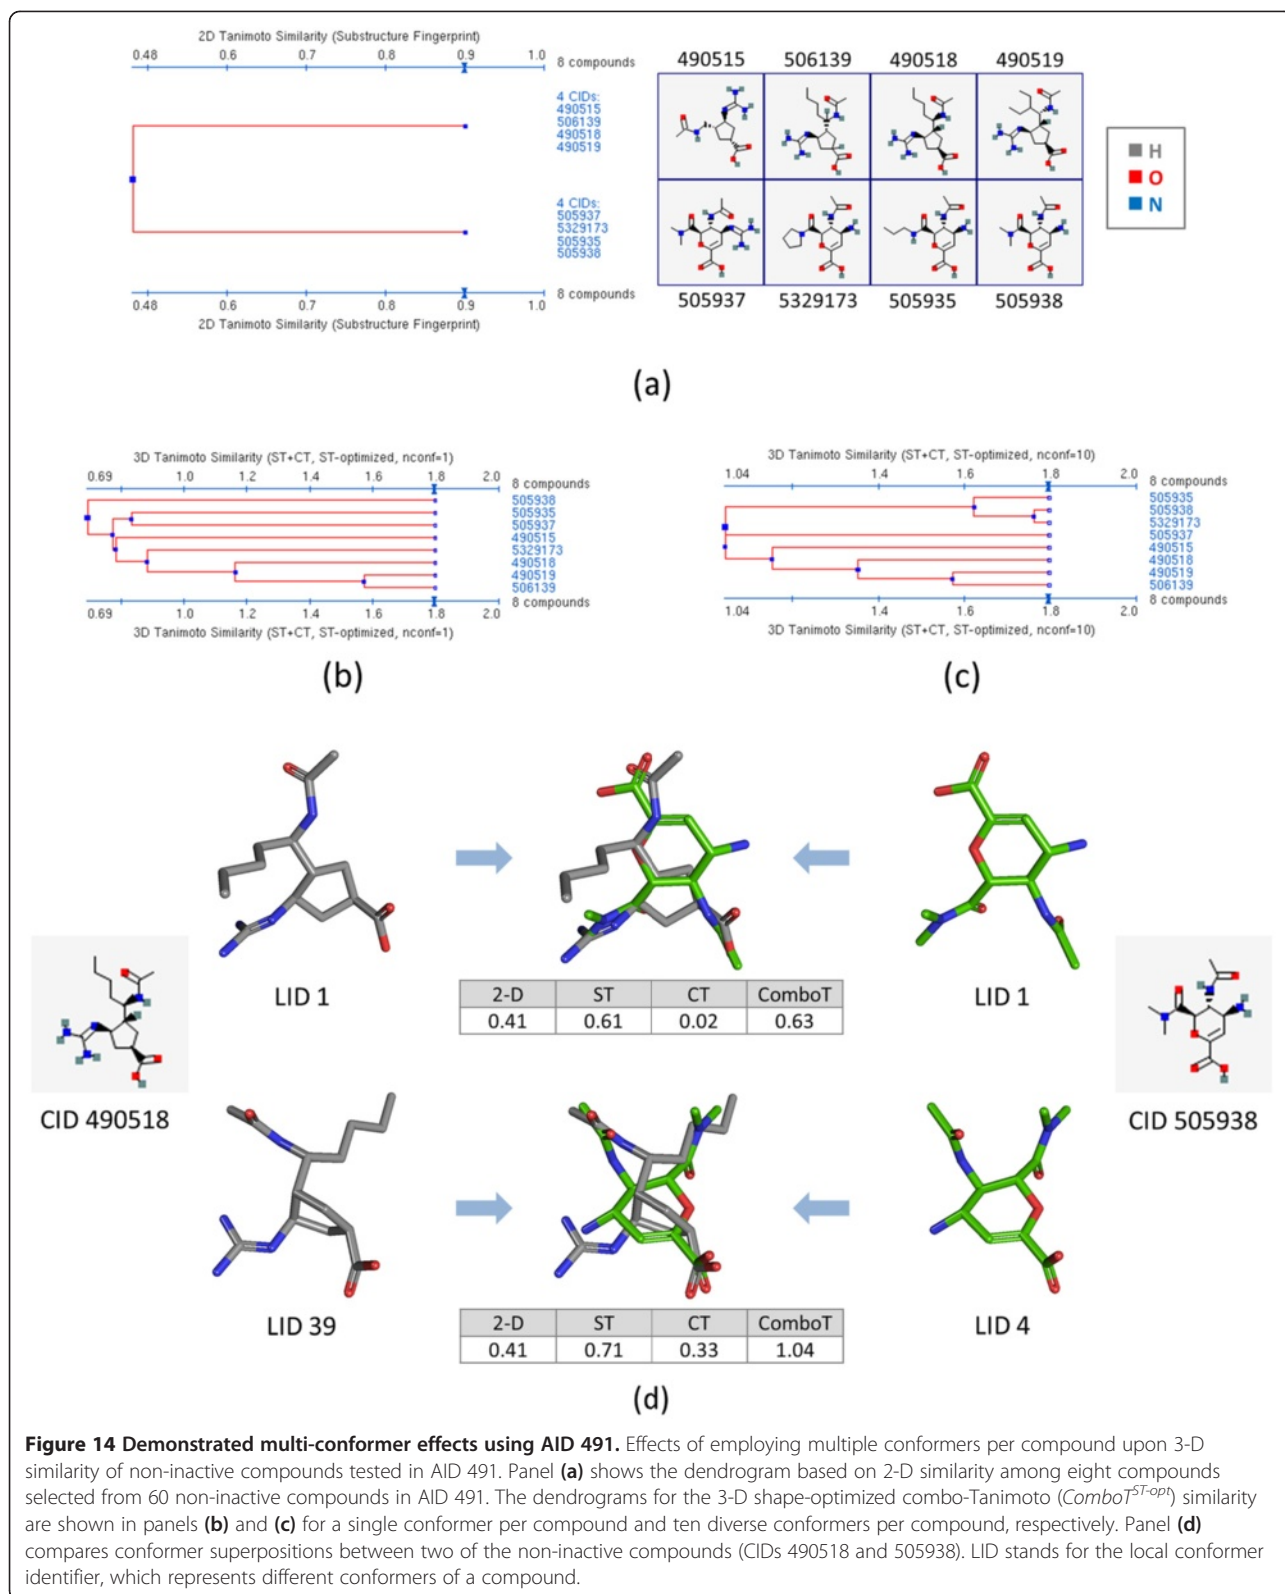 2D Tanimoto Similarity (Substructure Fingerprint)
0.48 0.6 0.7 0.8 0.9 1.0
8 compounds
4 CIDs:
490515
506139
490518
490519
4 CIDs:
505937
5329173
505935
505938
8 compounds
0.48 0.6 0.7 0.8 0.9 1.0
2D Tanimoto Similarity (Substructure Fingerprint)
490515 506139 490518 490519
505937 5329173 505935 505938
H
O
N
(a)
3D Tanimoto Similarity (ST+CT, ST-optimized, nconf=1)
0.69 1.0 1.2 1.4 1.6 1.8 2.0
8 compounds
505938
505935
505937
490515
5329173
490518
490519
506139
8 compounds
0.69 1.0 1.2 1.4 1.6 1.8 2.0
3D Tanimoto Similarity (ST+CT, ST-optimized, nconf=1)
(b)
3D Tanimoto Similarity (ST+CT, ST-optimized, nconf=10)
1.04 1.4 1.6 1.8 2.0
8 compounds
505935
505938
5329173
505937
490515
490518
490519
506139
8 compounds
1.04 1.4 1.6 1.8 2.0
3D Tanimoto Similarity (ST+CT, ST-optimized, nconf=10)
(c)
LID 1
LID 1
2-D ST CT ComboT
0.41 0.61 0.02 0.63
CID 490518
CID 505938
LID 39
LID 4
2-D ST CT ComboT
0.41 0.71 0.33 1.04
(d)
Figure 14 Demonstrated multi-conformer effects using AID 491. Effects of employing multiple conformers per compound upon 3-D
similarity of non-inactive compounds tested in AID 491. Panel (a) shows the dendrogram based on 2-D similarity among eight compounds
selected from 60 non-inactive compounds in AID 491. The dendrograms for the 3-D shape-optimized combo-Tanimoto (ComboT^ST-opt) similarity
are shown in panels (b) and (c) for a single conformer per compound and ten diverse conformers per compound, respectively. Panel (d)
compares conformer superpositions between two of the non-inactive compounds (CIDs 490518 and 505938). LID stands for the local conformer
identifier, which represents different conformers of a compound.